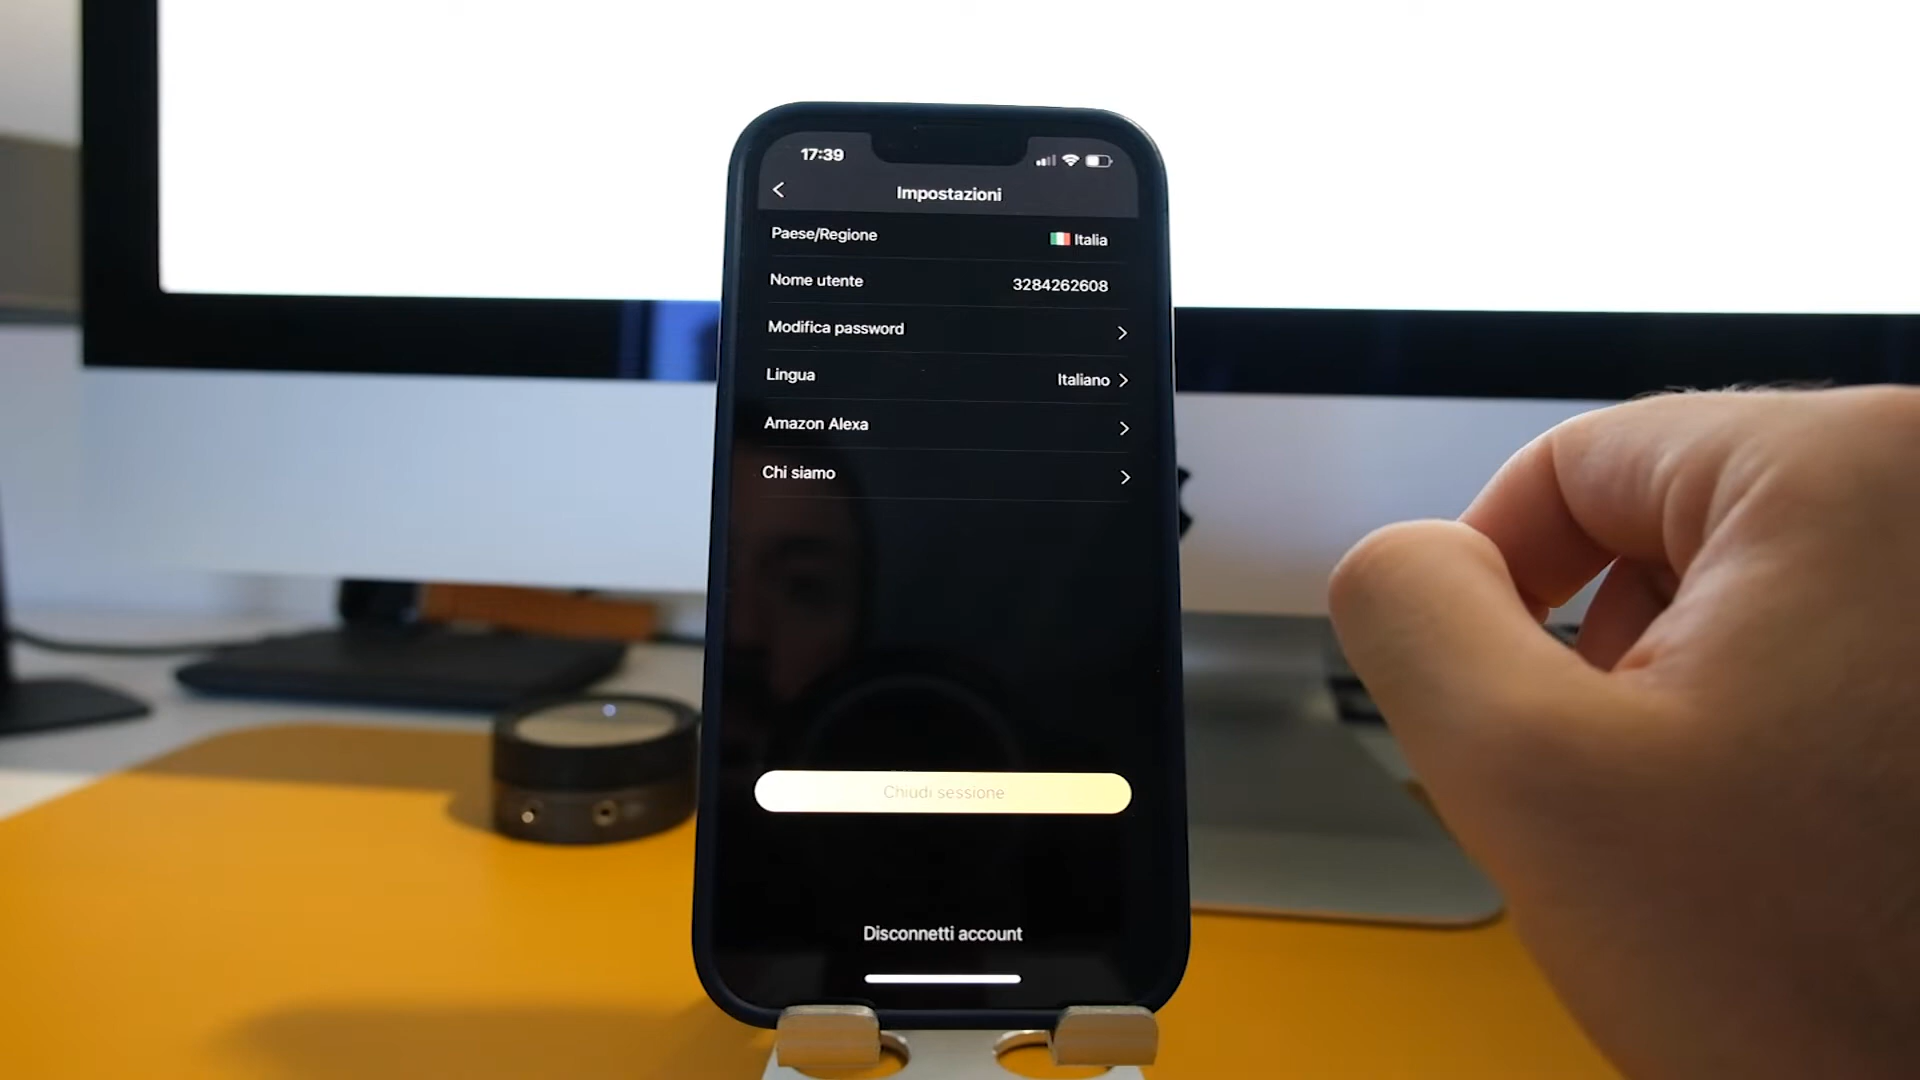 17:39
Impostazioni
Paese/Regione Italia
Nome utente 3284262608
Modifica password
Lingua Italiano
Amazon Alexa
Chi siamo
Chiudi sessione
Disconnetti account